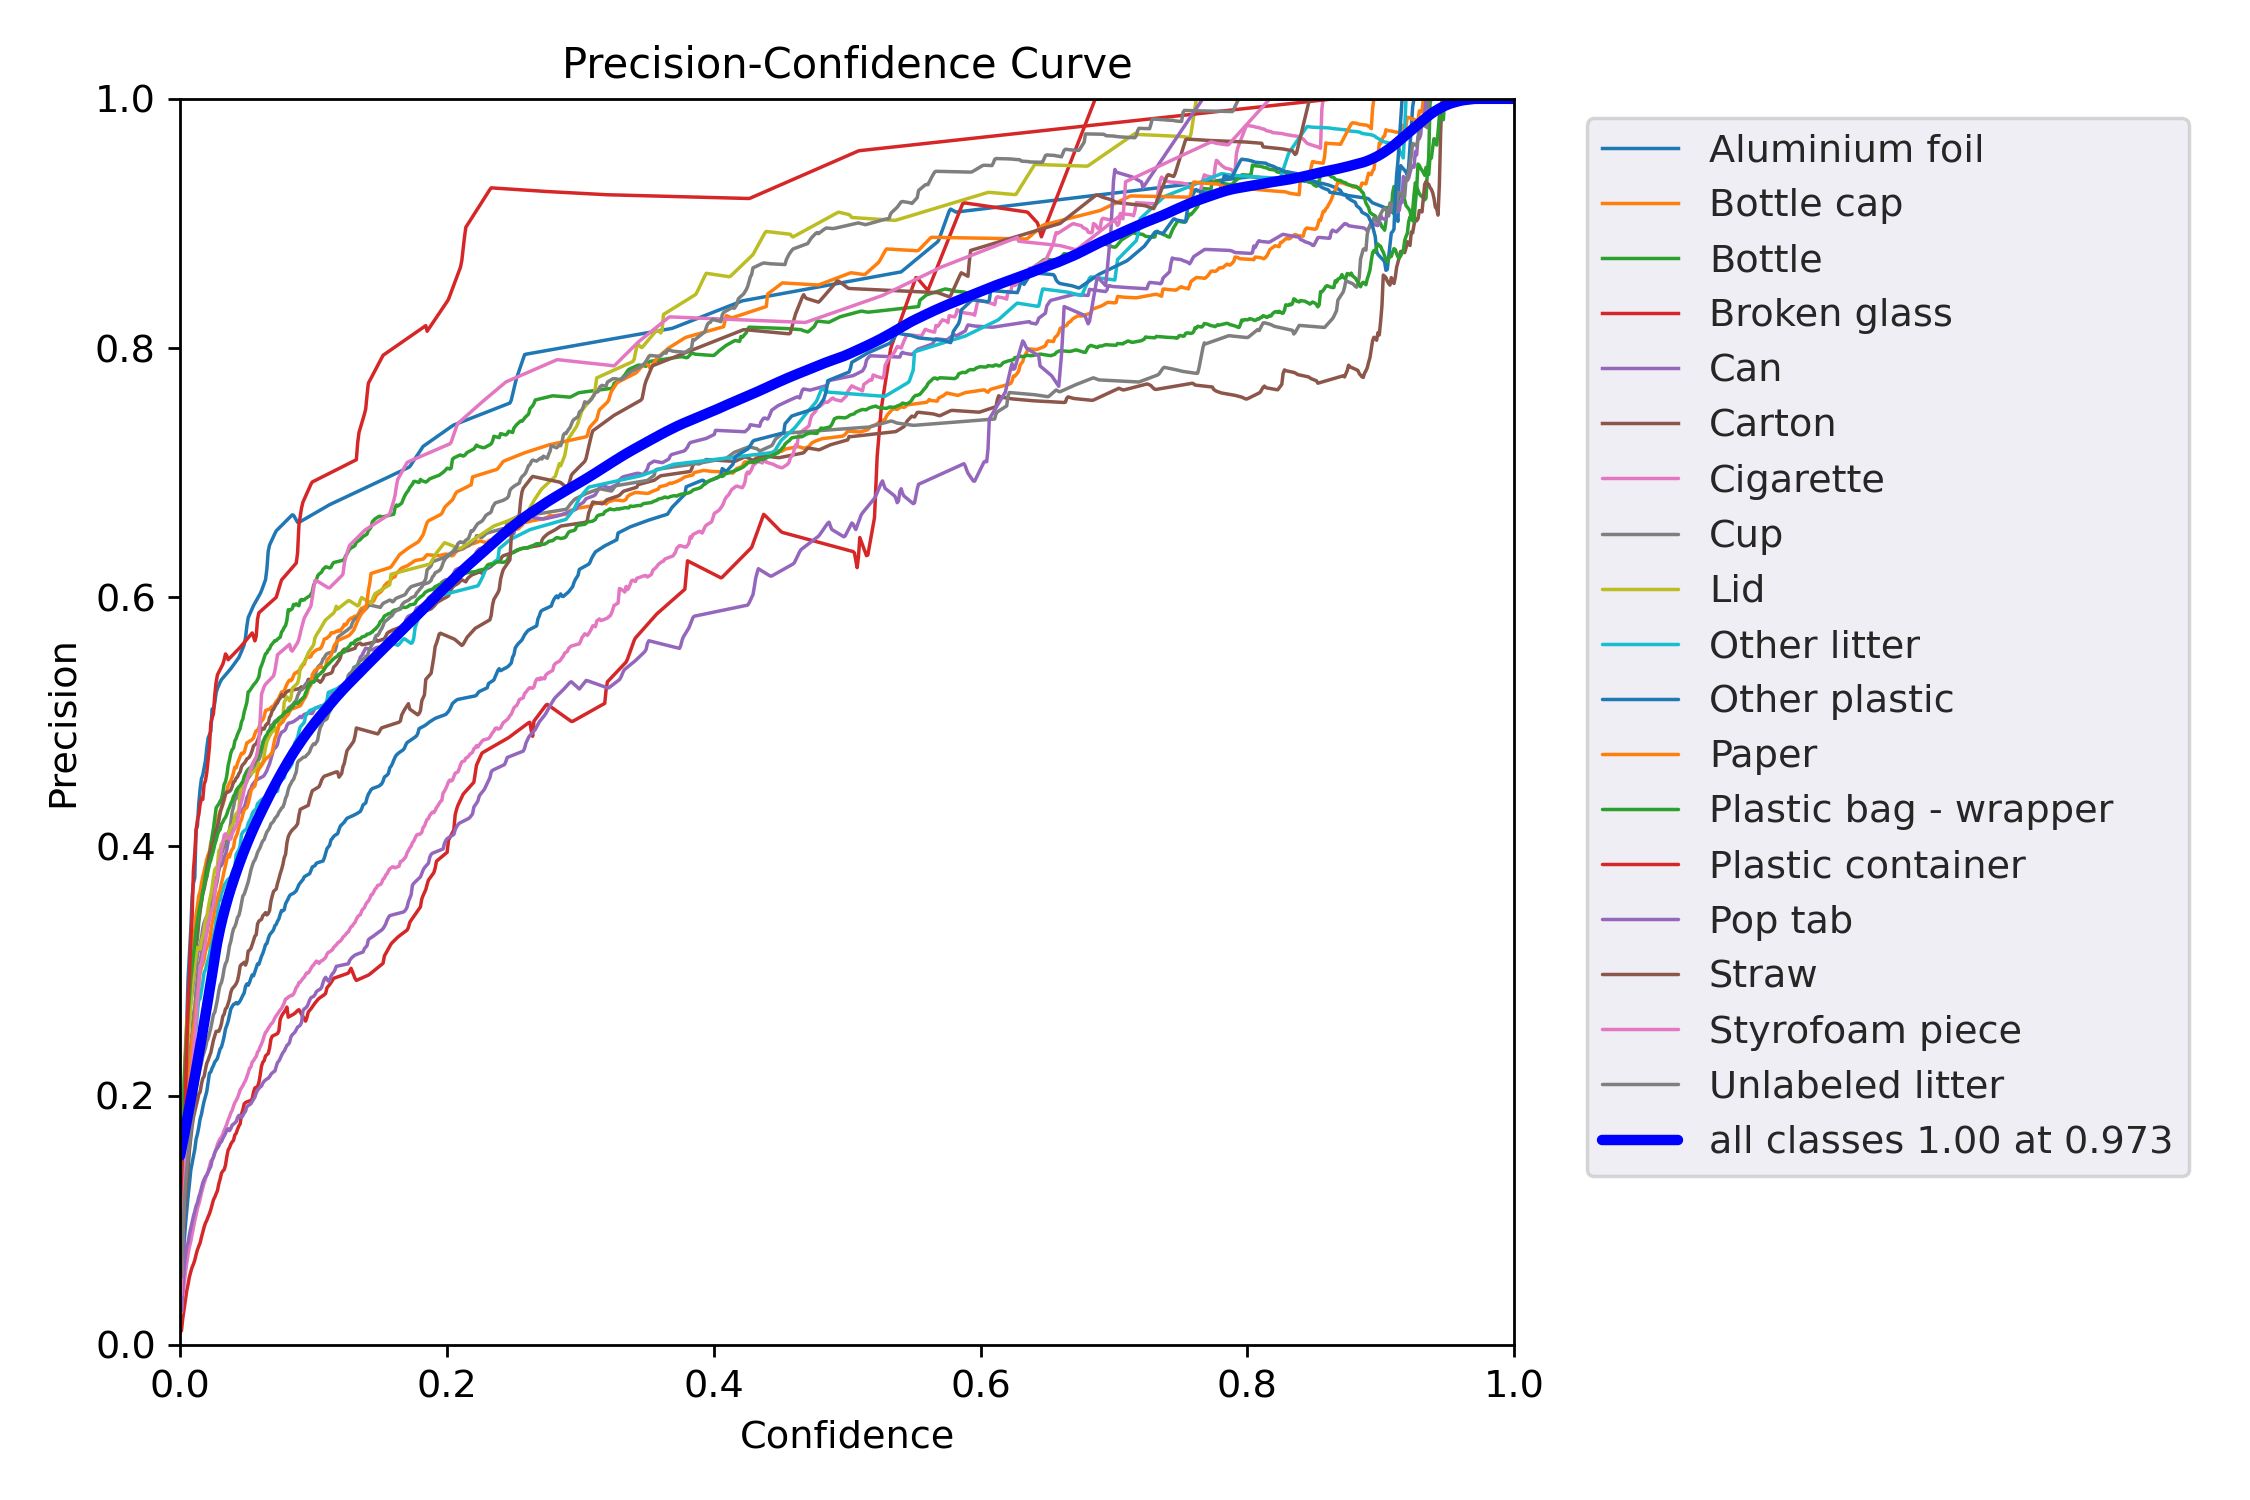 Precision-Confidence Curve
1.0
0.8
0.6
0.4
0.2
0.0
Precision
0.0 0.2 0.4 0.6 0.8 1.0
Confidence
Aluminium foil
Bottle cap
Bottle
Broken glass
Can
Carton
Cigarette
Cup
Lid
Other litter
Other plastic
Paper
Plastic bag - wrapper
Plastic container
Pop tab
Straw
Styrofoam piece
Unlabeled litter
all classes 1.00 at 0.973